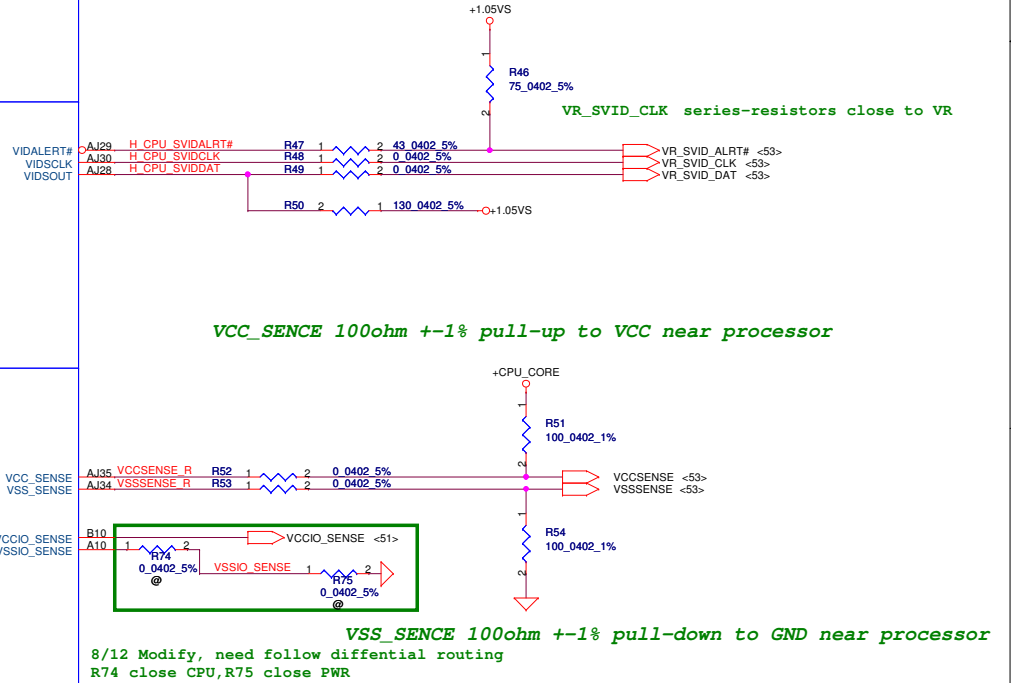 +1.05VS
1
R46
75_0402_5%
2
VR_SVID_CLK series-resistors close to VR
VIDALERT# AJ29 H_CPU_SVIDALRT# R47 1 2 43_0402_5% VR_SVID_ALRT# <53>
VIDSCLK AJ30 H_CPU_SVIDCLK R48 1 2 0_0402_5% VR_SVID_CLK <53>
VIDSOUT AJ28 H_CPU_SVIDDAT R49 1 2 0_0402_5% VR_SVID_DAT <53>
R50 2 1 130_0402_5% +1.05VS
VCC_SENCE 100ohm +-1% pull-up to VCC near processor
+CPU_CORE
1
R51
100_0402_1%
2
VCC_SENSE AJ35 VCCSENSE_R R52 1 2 0_0402_5% VCCSENSE <53>
VSS_SENSE AJ34 VSSSENSE_R R53 1 2 0_0402_5% VSSSENSE <53>
1
R54
100_0402_1%
2
VCCIO_SENSE B10 VCCIO_SENSE <51>
VSSIO_SENSE A10 1 2
R74
0_0402_5%
@
VSSIO_SENSE 1 2
R75
0_0402_5%
@
VSS_SENCE 100ohm +-1% pull-down to GND near processor
8/12 Modify, need follow diffential routing
R74 close CPU,R75 close PWR